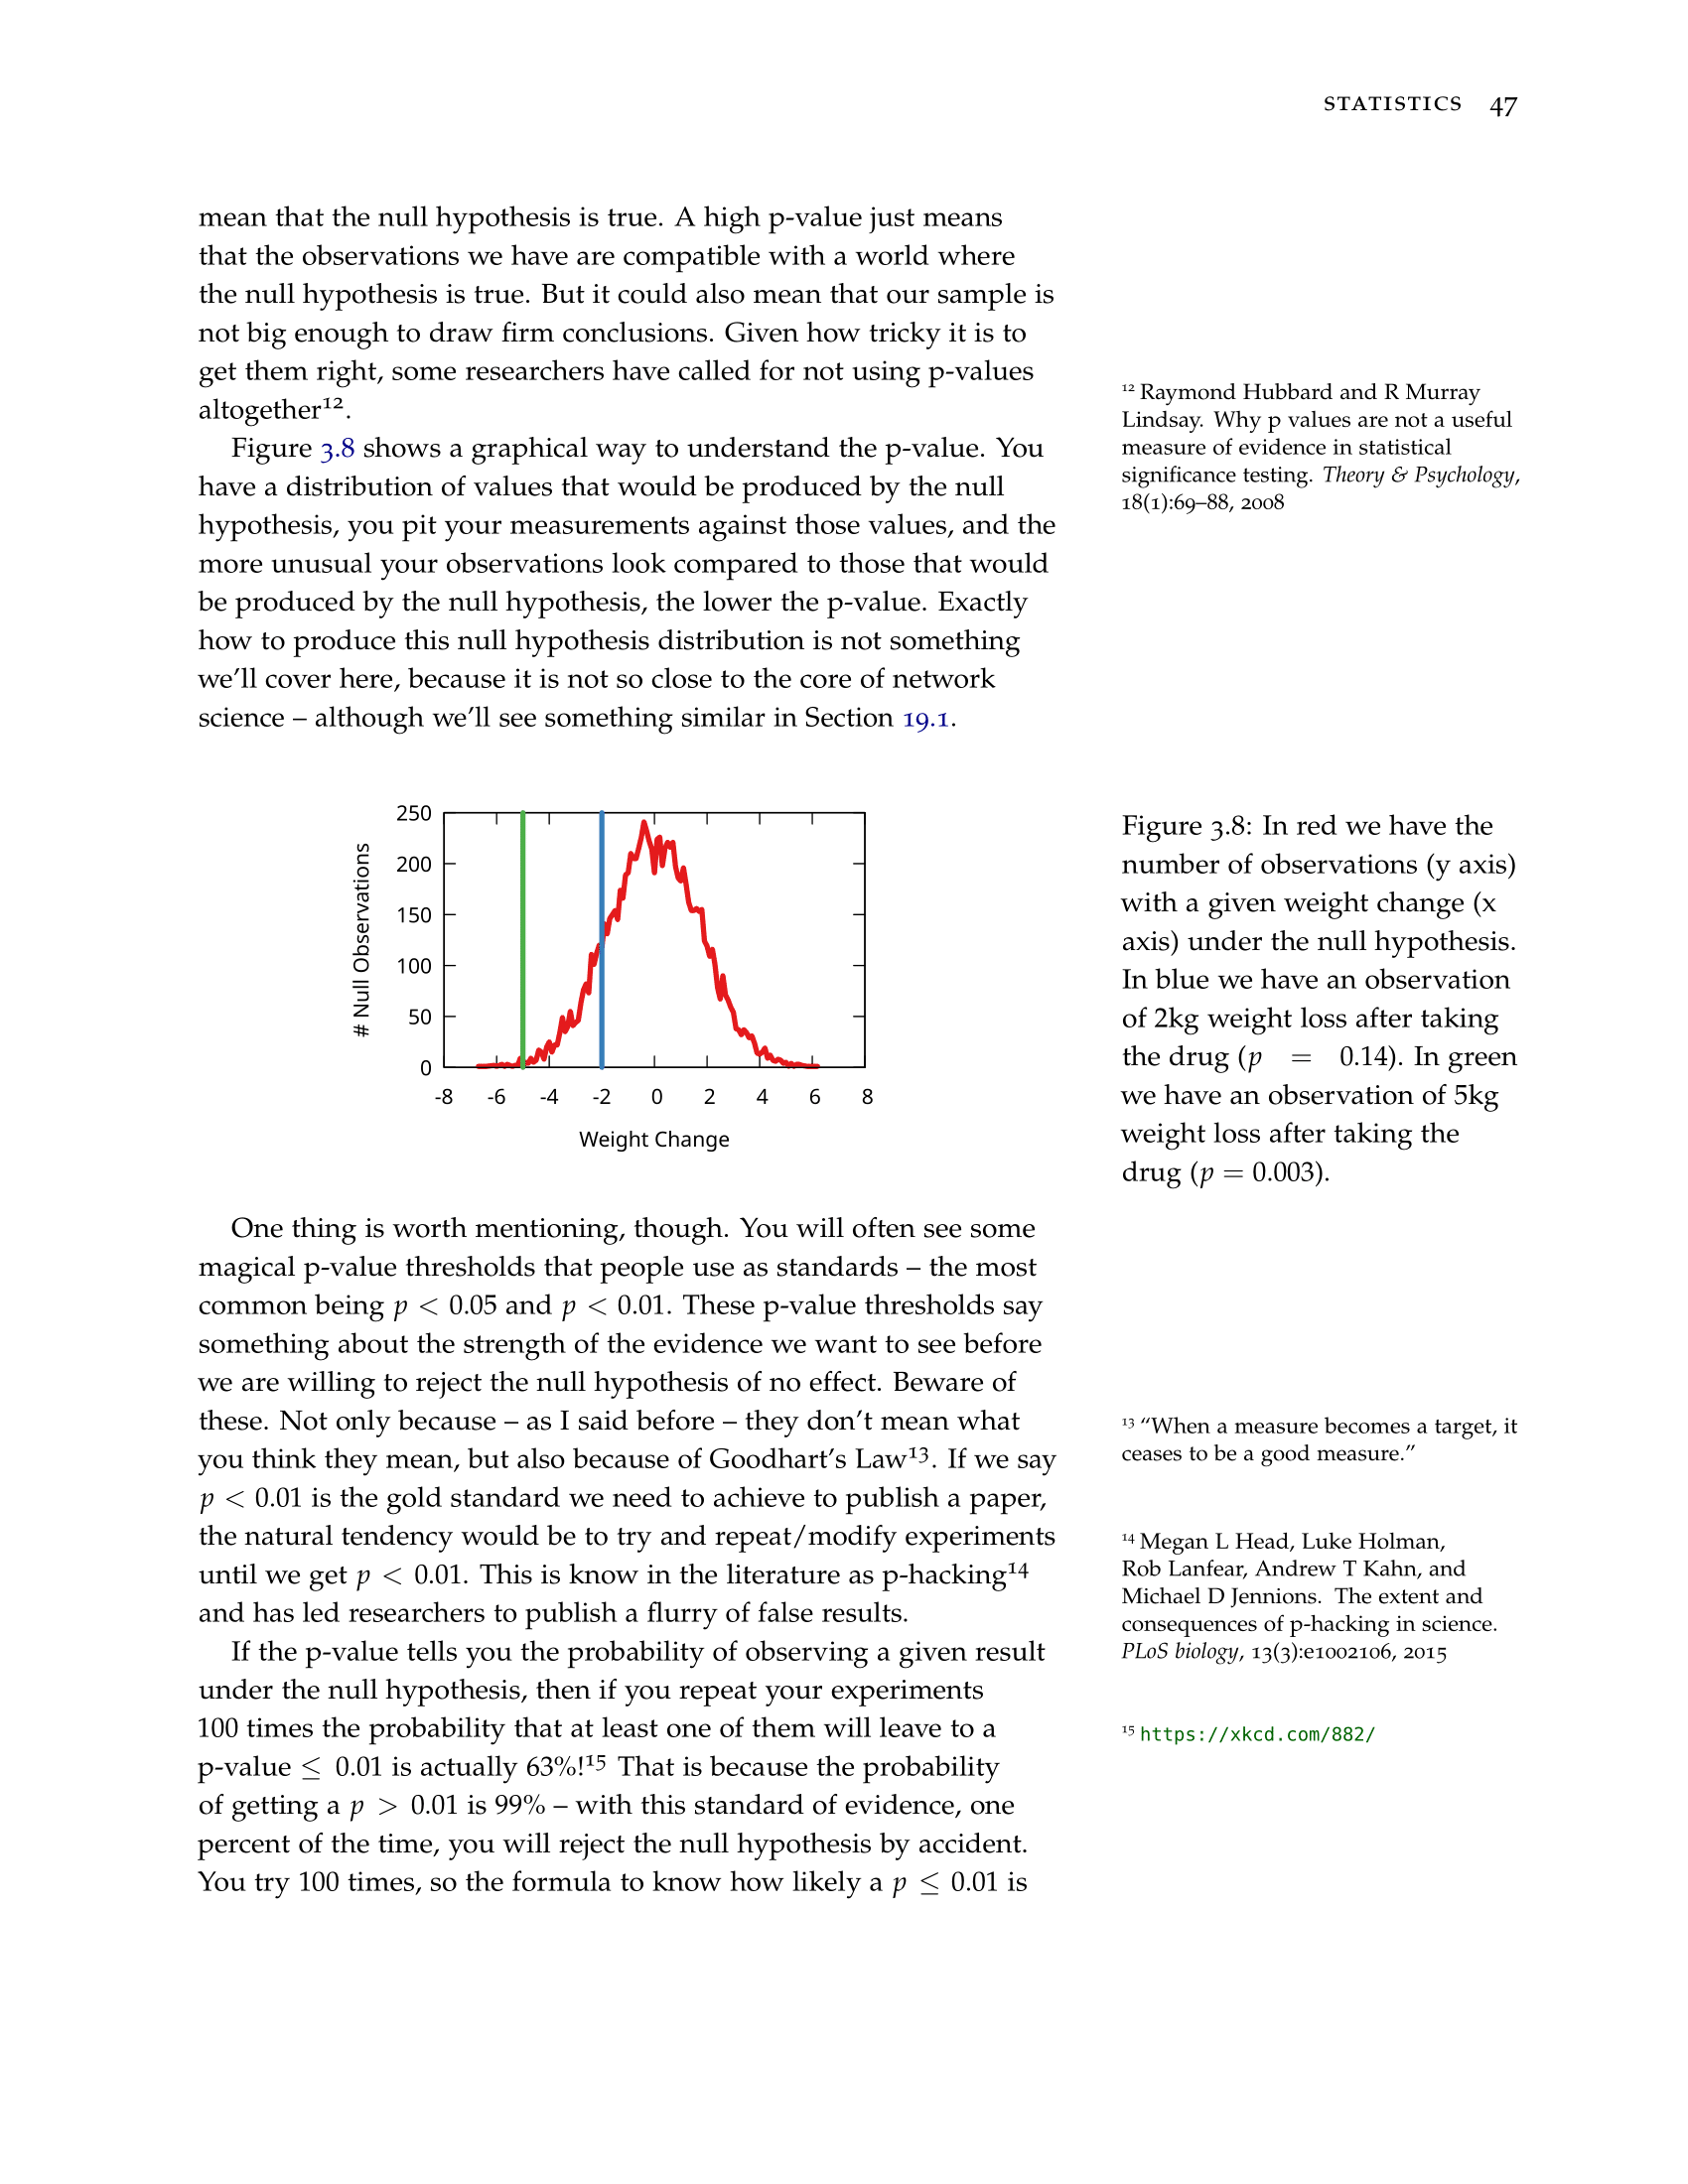 STATISTICS 47
mean that the null hypothesis is true. A high p-value just means
that the observations we have are compatible with a world where
the null hypothesis is true. But it could also mean that our sample is
not big enough to draw firm conclusions. Given how tricky it is to
get them right, some researchers have called for not using p-values
altogether12.
12 Raymond Hubbard and R Murray
Lindsay. Why p values are not a useful
measure of evidence in statistical
significance testing. Theory & Psychology,
18(1):69–88, 2008
Figure 3.8 shows a graphical way to understand the p-value. You
have a distribution of values that would be produced by the null
hypothesis, you pit your measurements against those values, and the
more unusual your observations look compared to those that would
be produced by the null hypothesis, the lower the p-value. Exactly
how to produce this null hypothesis distribution is not something
we'll cover here, because it is not so close to the core of network
science – although we'll see something similar in Section 19.1.
250
200
150
100
50
0
# Null Observations
-8 -6 -4 -2 0 2 4 6 8
Weight Change
Figure 3.8: In red we have the
number of observations (y axis)
with a given weight change (x
axis) under the null hypothesis.
In blue we have an observation
of 2kg weight loss after taking
the drug (p = 0.14). In green
we have an observation of 5kg
weight loss after taking the
drug (p = 0.003).
One thing is worth mentioning, though. You will often see some
magical p-value thresholds that people use as standards – the most
common being p < 0.05 and p < 0.01. These p-value thresholds say
something about the strength of the evidence we want to see before
we are willing to reject the null hypothesis of no effect. Beware of
these. Not only because – as I said before – they don't mean what
you think they mean, but also because of Goodhart's Law13. If we say
p < 0.01 is the gold standard we need to achieve to publish a paper,
the natural tendency would be to try and repeat/modify experiments
until we get p < 0.01. This is know in the literature as p-hacking14
and has led researchers to publish a flurry of false results.
13 “When a measure becomes a target, it
ceases to be a good measure.”
14 Megan L Head, Luke Holman,
Rob Lanfear, Andrew T Kahn, and
Michael D Jennions. The extent and
consequences of p-hacking in science.
PLoS biology, 13(3):e1002106, 2015
If the p-value tells you the probability of observing a given result
under the null hypothesis, then if you repeat your experiments
100 times the probability that at least one of them will leave to a
p-value ≤ 0.01 is actually 63%!15 That is because the probability
of getting a p > 0.01 is 99% – with this standard of evidence, one
percent of the time, you will reject the null hypothesis by accident.
You try 100 times, so the formula to know how likely a p ≤ 0.01 is
15 https://xkcd.com/882/